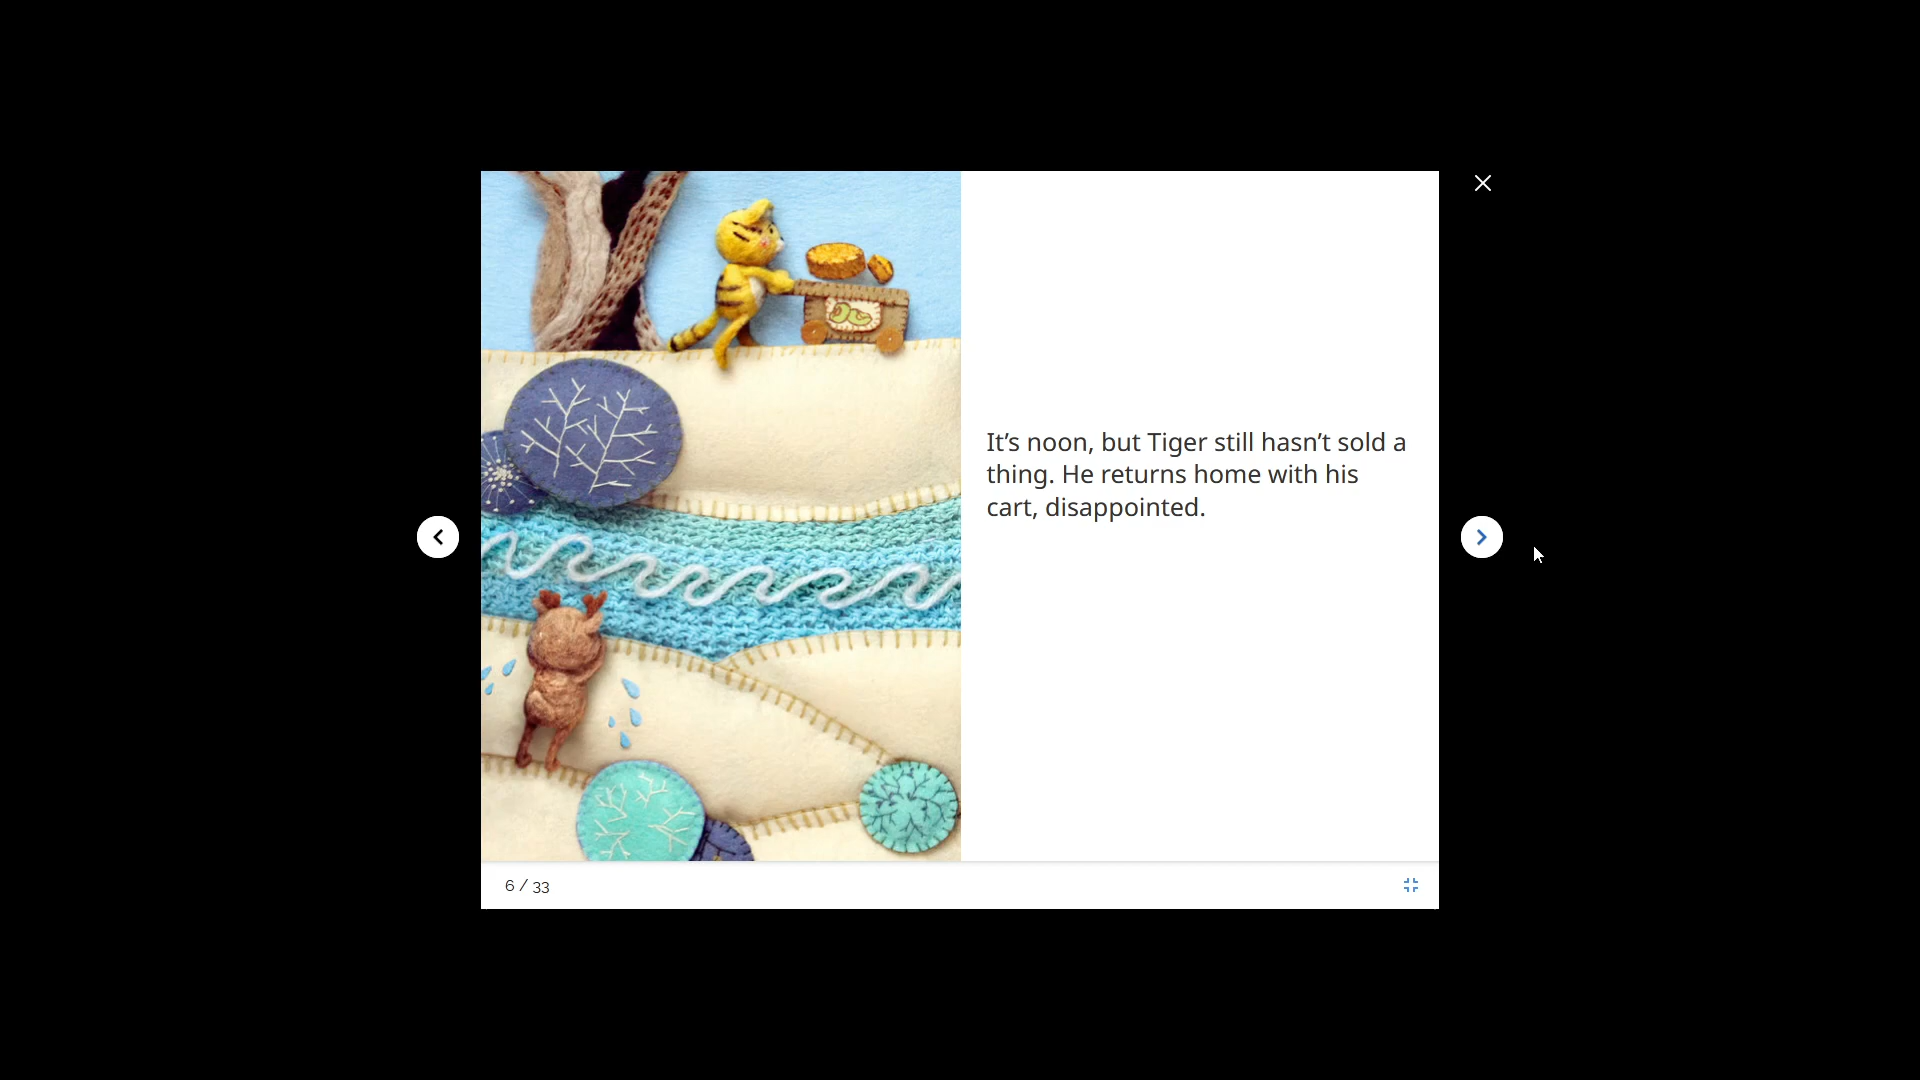 It’s noon, but Tiger still hasn’t sold a
thing. He returns home with his
cart, disappointed.
6 / 33